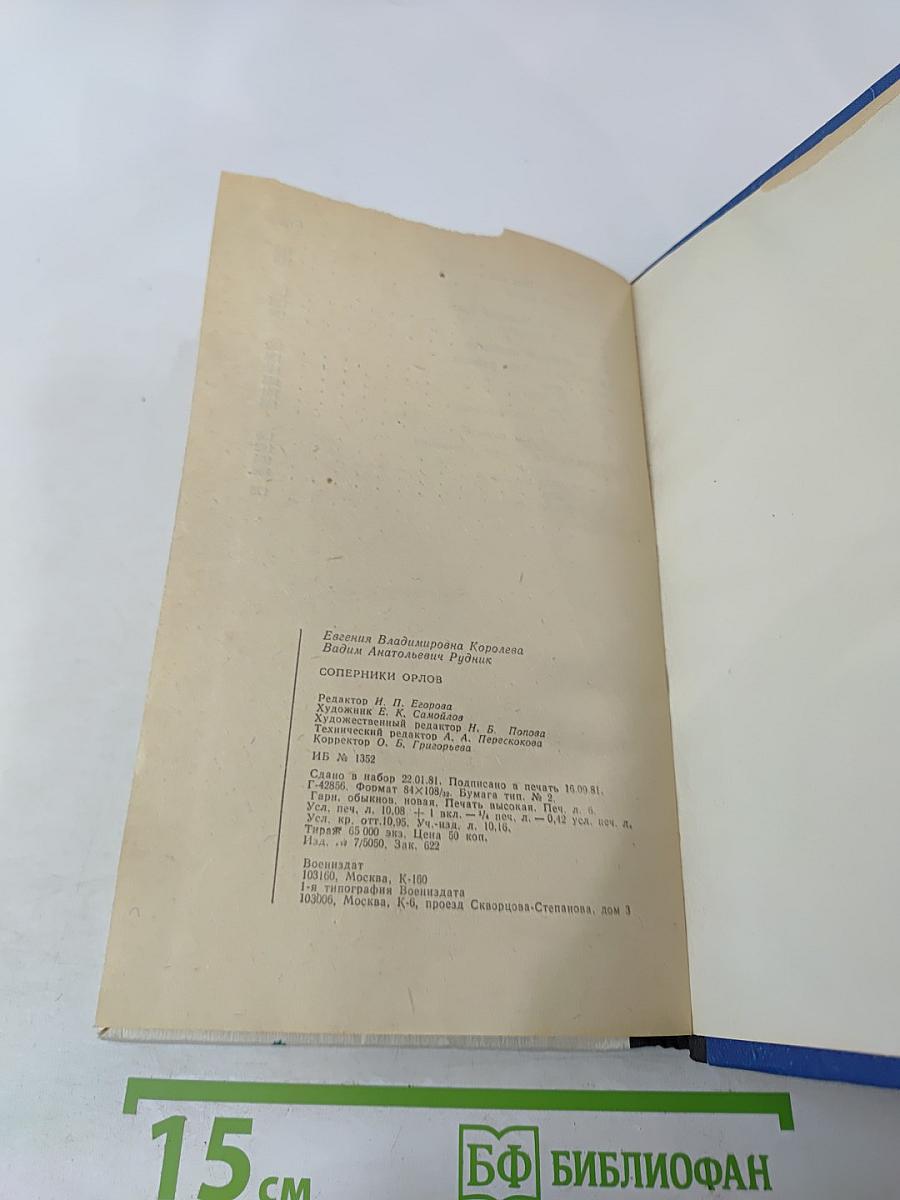 Евгения Владимировна Королева
Вадим Анатольевич Рудник
СОПЕРНИКИ ОРЛОВ
Редактор И. П. Егорова
Художник Е. К. Самойлов
Художественный редактор Н. Б. Попова
Технический редактор А. А. Перескокова
Корректор О. Б. Григорьева
ИБ № 1352
Сдано в набор 22.01.81. Подписано в печать 16.09.81.
Г-42856. Формат 84×108/32. Бумага тип. № 2.
Гарн. обыкнов. новая. Печать высокая. Печ. л. 6.
Усл. печ. л. 10,08 + 1 вкл. — 1/4 печ. л. — 0,42 усл. печ. л.
Усл. кр. отт.10,95. Уч.-изд. л. 10,16.
Тираж 65 000 экз. Цена 50 коп.
Изд. № 7/5050. Зак. 622
Воениздат
103160, Москва, К-160
1-я типография Воениздата
103006, Москва, К-6, проезд Скворцова-Степанова, дом 3
15 см
БФ БИБЛИОФАН